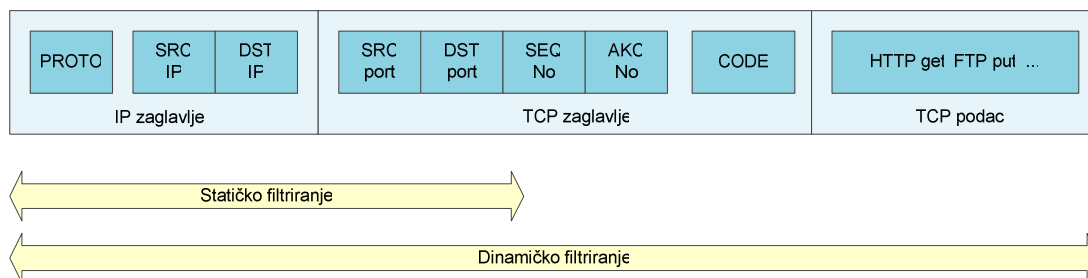 PROTO
SRC
IP
DST
IP
SRC
port
DST
port
SEQ
No
AKC
No
CODE
HTTP get FTP put ...
IP zaglavlje
TCP zaglavlje
TCP podac
Statičko filtriranje
Dinamičko filtriranje